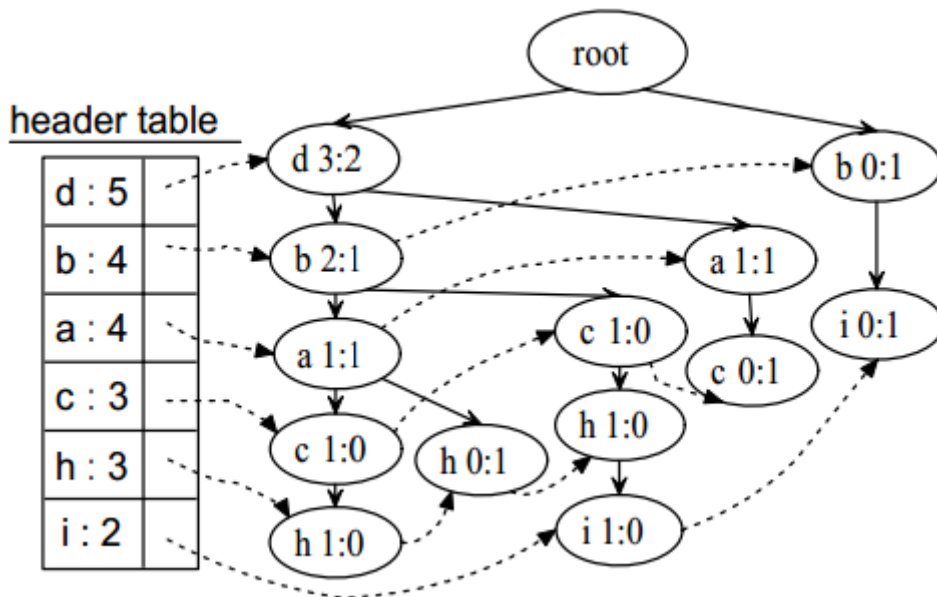 root
header table
d 3:2
b 0:1
d : 5
b : 4
b 2:1
a 1:1
a : 4
a 1:1
c 1:0
i 0:1
c : 3
c 0:1
c 1:0
h 0:1
h 1:0
h : 3
i : 2
h 1:0
i 1:0